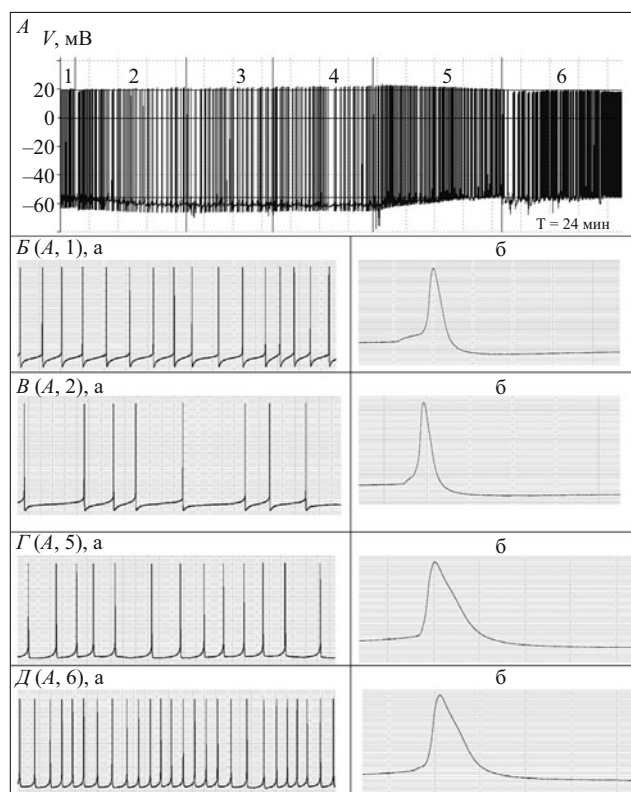 А
V, мВ
1 2 3 4 5 6
20
0
–20
–40
–60
T = 24 мин
Б (А, 1), а
б
В (А, 2), а
б
Г (А, 5), а
б
Д (А, 6), а
б